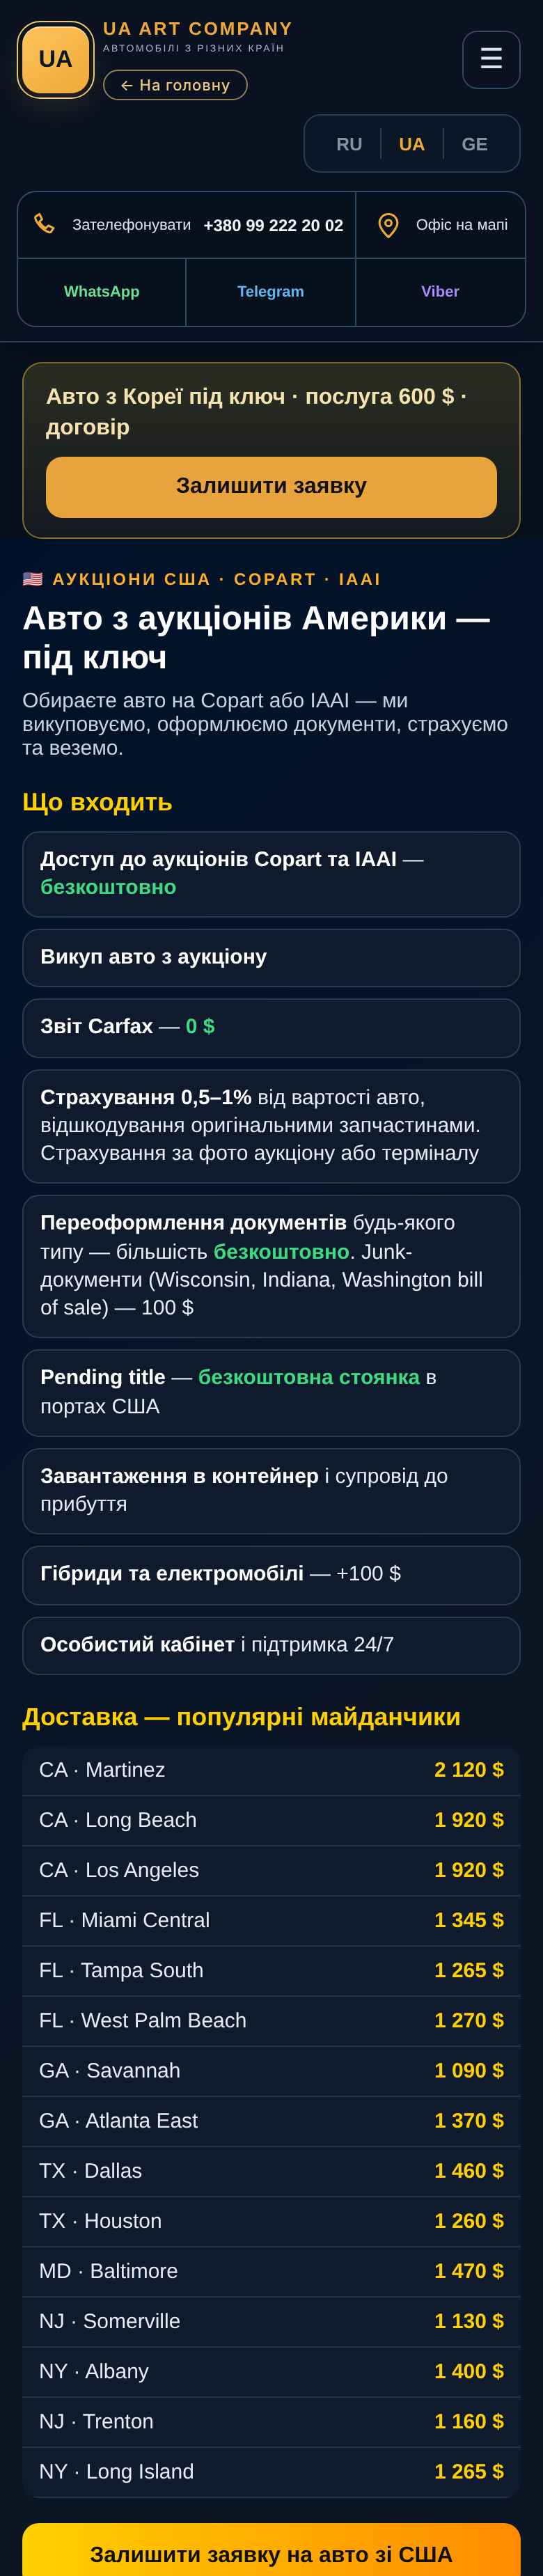 UA
UA ART COMPANY
АВТОМОБІЛІ З РІЗНИХ КРАЇН
← На головну
☰
RU
UA
GE
Зателефонувати +380 99 222 20 02
Офіс на мапі
WhatsApp
Telegram
Viber
Авто з Кореї під ключ · послуга 600 $ ·
договір
Залишити заявку
🇺🇸 АУКЦІОНИ США · COPART · IAAI
Авто з аукціонів Америки —
під ключ
Обираєте авто на Copart або IAAI — ми
викуповуємо, оформлюємо документи, страхуємо
та веземо.
Що входить
Доступ до аукціонів Copart та IAAI —
безкоштовно
Викуп авто з аукціону
Звіт Carfax — 0 $
Страхування 0,5–1% від вартості авто,
відшкодування оригінальними запчастинами.
Страхування за фото аукціону або терміналу
Переоформлення документів будь-якого
типу — більшість безкоштовно. Junk-
документи (Wisconsin, Indiana, Washington bill
of sale) — 100 $
Pending title — безкоштовна стоянка в
портах США
Завантаження в контейнер і супровід до
прибуття
Гібриди та електромобілі — +100 $
Особистий кабінет і підтримка 24/7
Доставка — популярні майданчики
CA · Martinez 2 120 $
CA · Long Beach 1 920 $
CA · Los Angeles 1 920 $
FL · Miami Central 1 345 $
FL · Tampa South 1 265 $
FL · West Palm Beach 1 270 $
GA · Savannah 1 090 $
GA · Atlanta East 1 370 $
TX · Dallas 1 460 $
TX · Houston 1 260 $
MD · Baltimore 1 470 $
NJ · Somerville 1 130 $
NY · Albany 1 400 $
NJ · Trenton 1 160 $
NY · Long Island 1 265 $
Залишити заявку на авто зі США